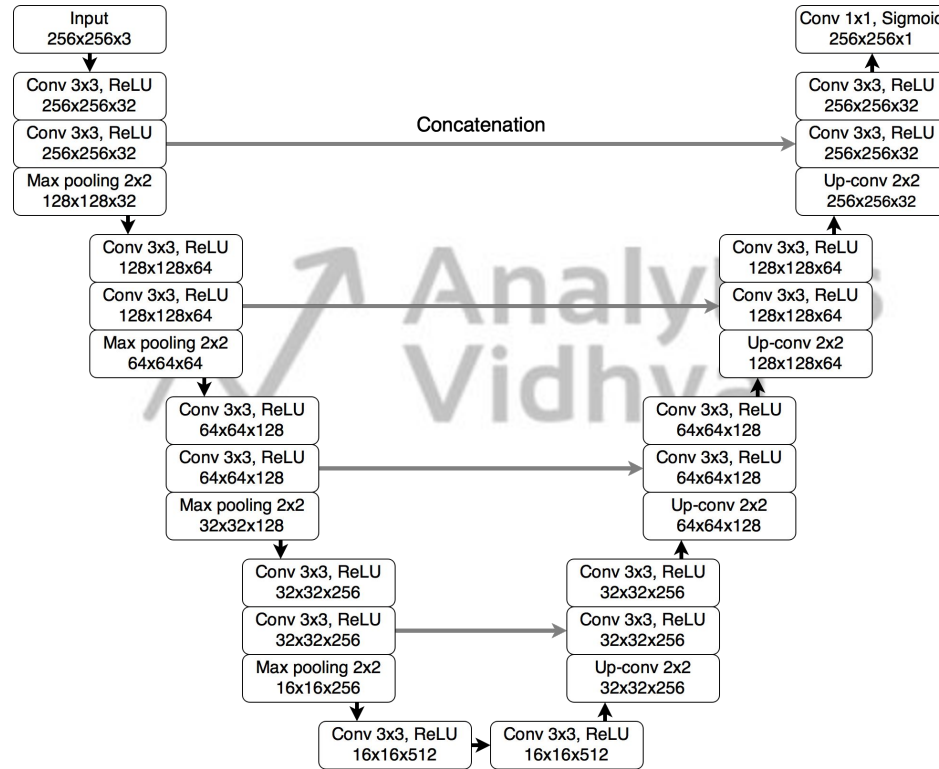 Input
256x256x3
Conv 3x3, ReLU
256x256x32
Conv 3x3, ReLU
256x256x32
Max pooling 2x2
128x128x32
Conv 3x3, ReLU
128x128x64
Conv 3x3, ReLU
128x128x64
Max pooling 2x2
64x64x64
Conv 3x3, ReLU
64x64x128
Conv 3x3, ReLU
64x64x128
Max pooling 2x2
32x32x128
Conv 3x3, ReLU
32x32x256
Conv 3x3, ReLU
32x32x256
Max pooling 2x2
16x16x256
Conv 3x3, ReLU
16x16x512
Conv 3x3, ReLU
16x16x512
Concatenation
Analytics
Vidhya
Conv 1x1, Sigmoid
256x256x1
Conv 3x3, ReLU
256x256x32
Conv 3x3, ReLU
256x256x32
Up-conv 2x2
256x256x32
Conv 3x3, ReLU
128x128x64
Conv 3x3, ReLU
128x128x64
Up-conv 2x2
128x128x64
Conv 3x3, ReLU
64x64x128
Conv 3x3, ReLU
64x64x128
Up-conv 2x2
64x64x128
Conv 3x3, ReLU
32x32x256
Conv 3x3, ReLU
32x32x256
Up-conv 2x2
32x32x256